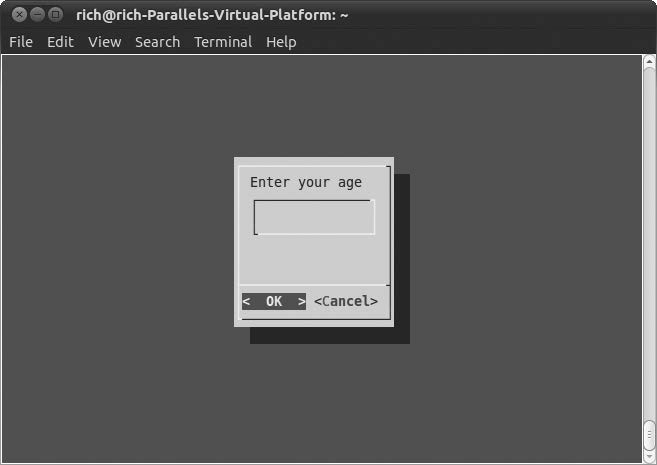 rich@rich-Parallels-Virtual-Platform: ~
File Edit View Search Terminal Help
Enter your age
< OK > <Cancel>